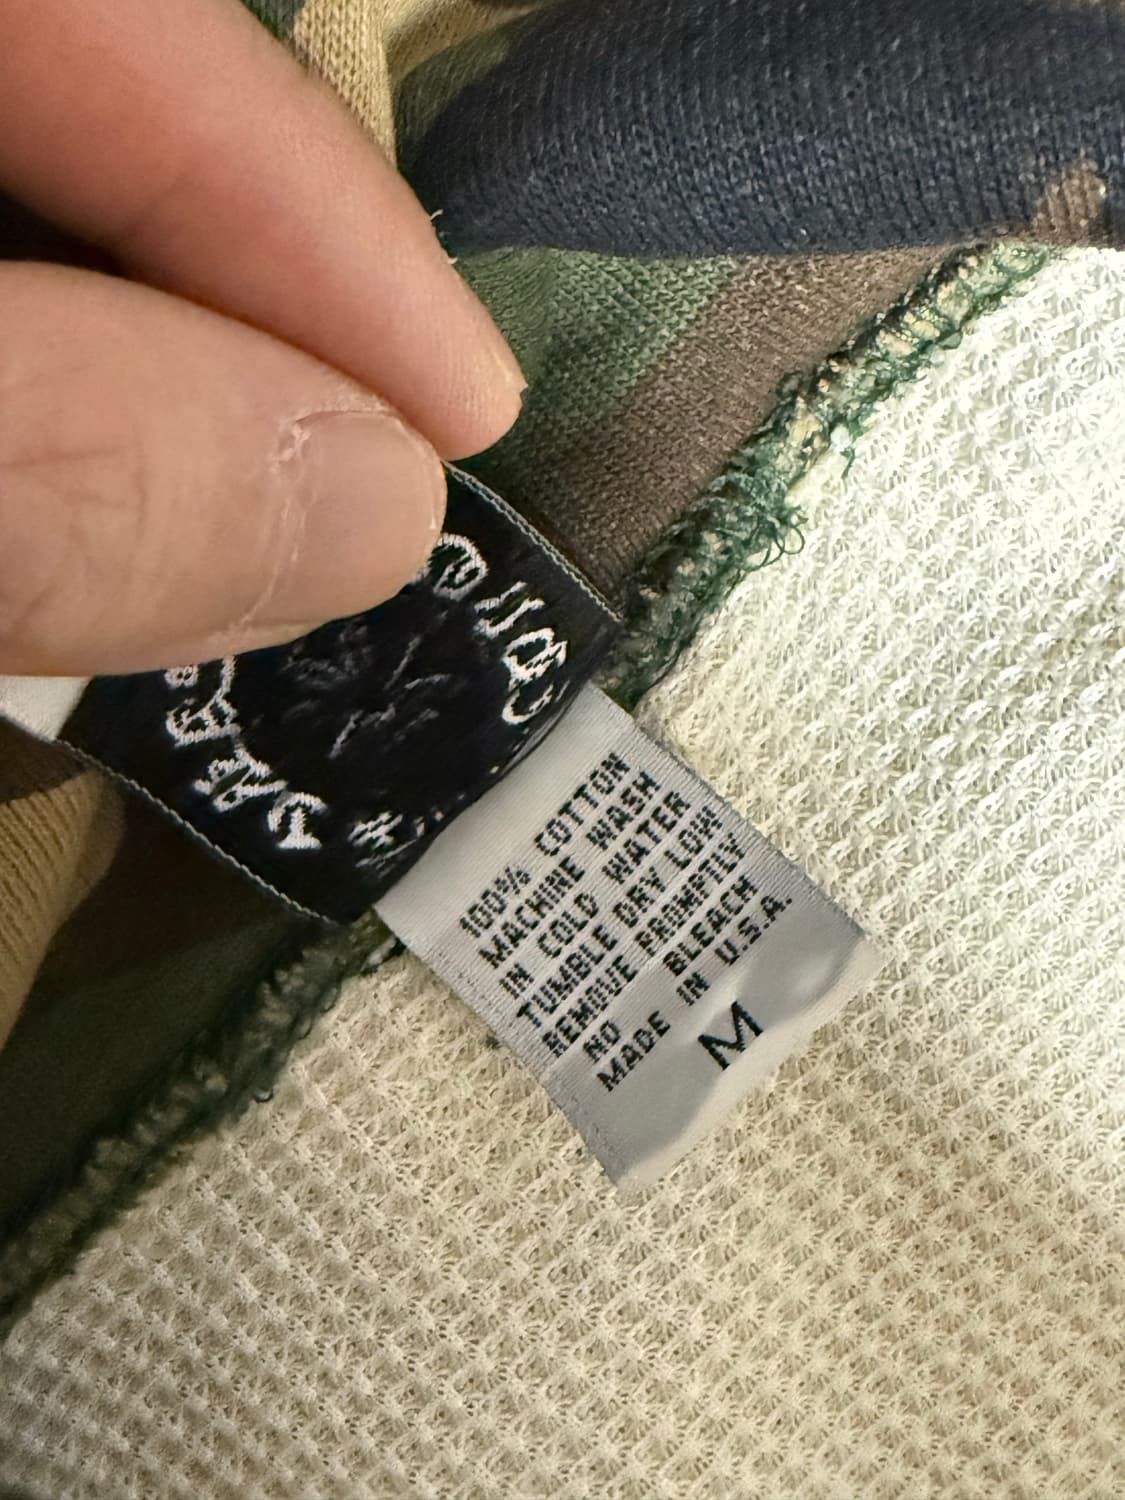 100% COTTON
MACHINE WASH
IN COLD WATER
TUMBLE DRY LOW
REMOVE PROMPTLY
NO BLEACH
MADE IN U.S.A.
M